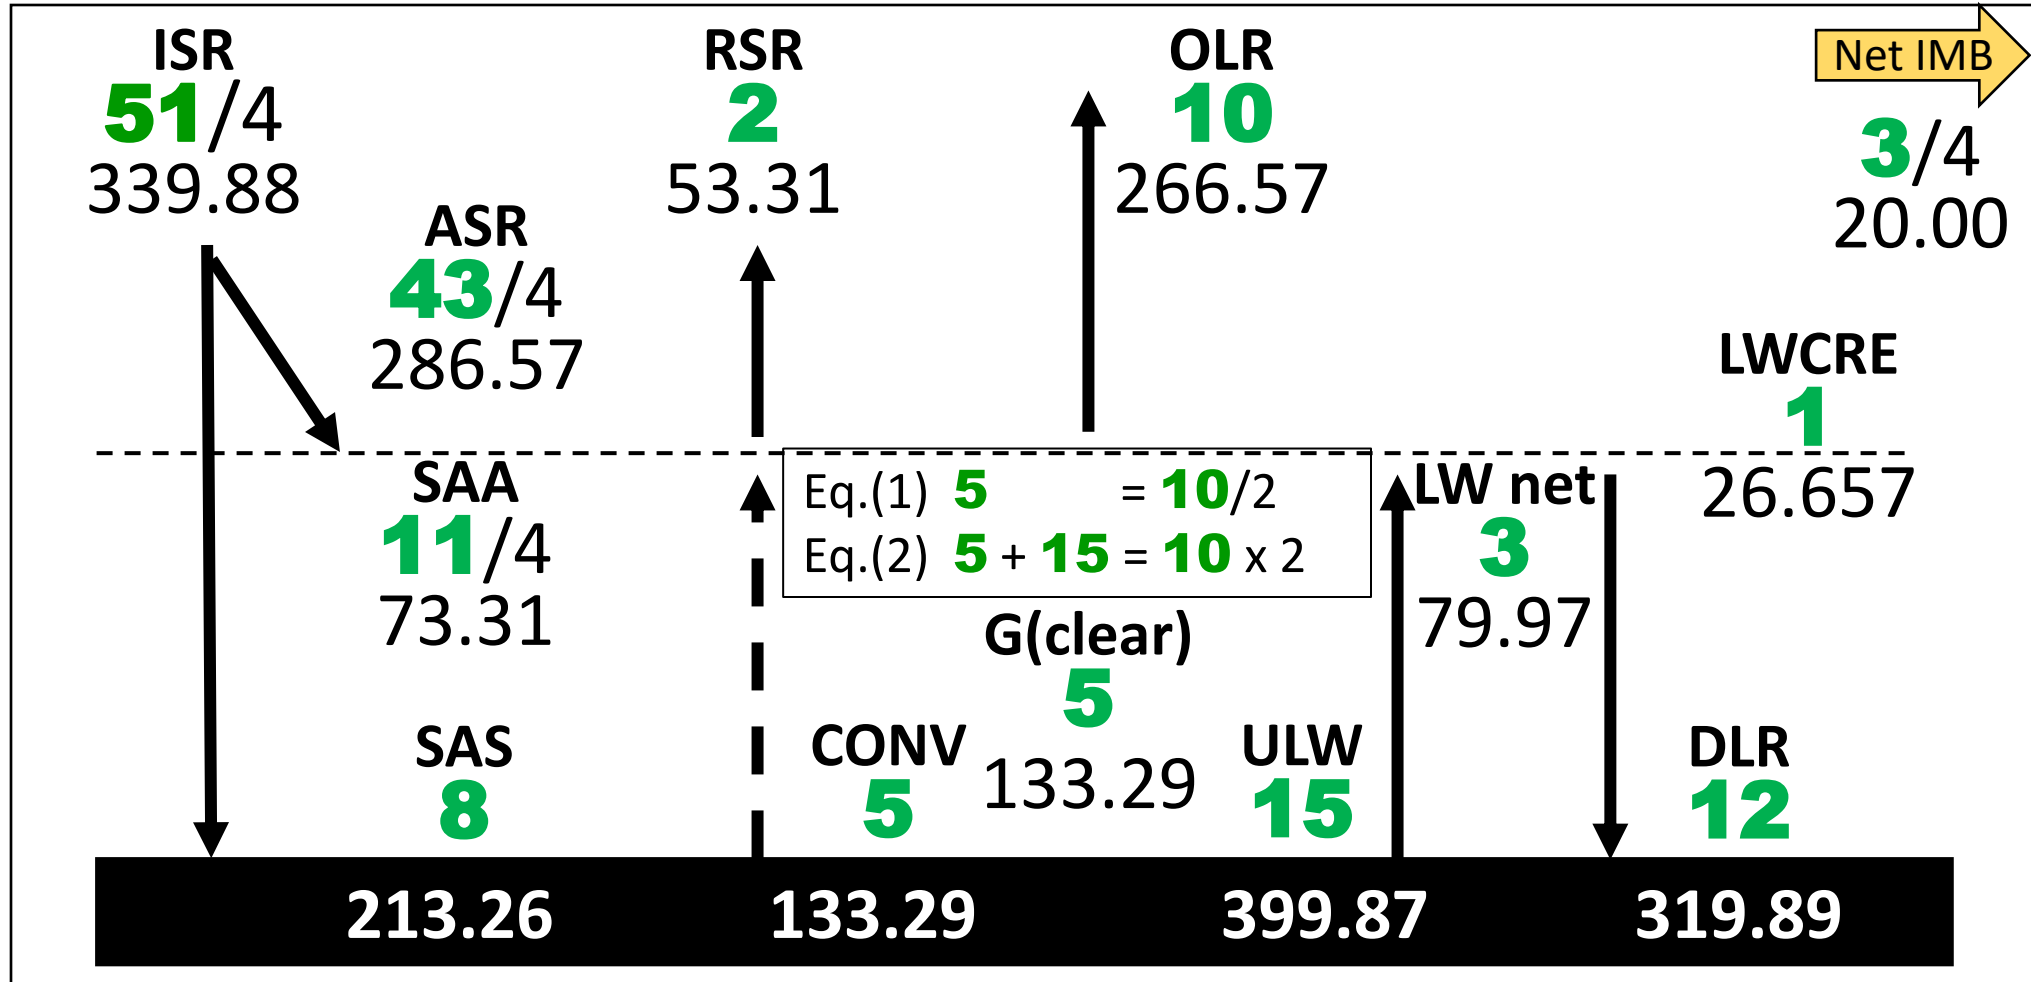 ISR
51/4
339.88
RSR
2
53.31
OLR
10
266.57
Net IMB
3/4
20.00
ASR
43/4
286.57
LWCRE
1
26.657
SAA
11/4
73.31
Eq.(1) 5 = 10/2
Eq.(2) 5 + 15 = 10 x 2
LW net
3
79.97
G(clear)
5
133.29
SAS
8
CONV
5
ULW
15
DLR
12
213.26
133.29
399.87
319.89